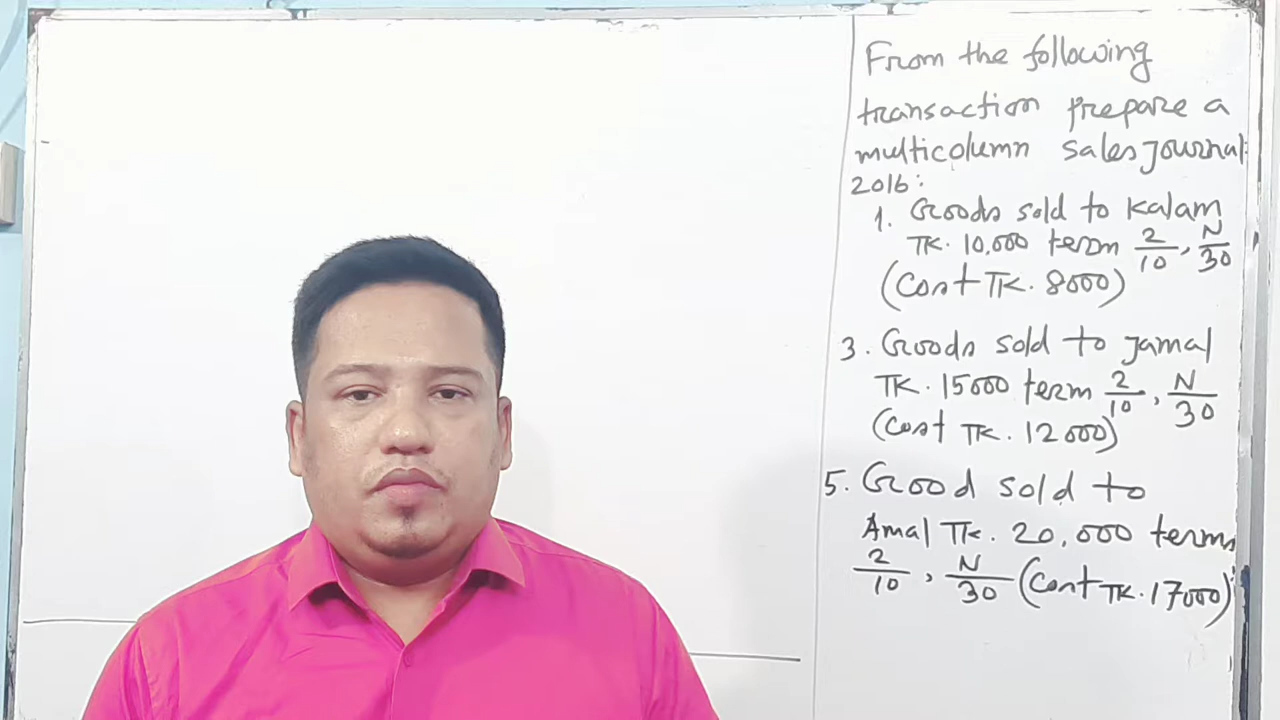 From the following
transaction prepare a
multicolumn sales Journal:
2016:
1. Goods sold to Kalam
TK. 10,000 term 2/10, N/30
(Cost TK. 8000)
3. Goods sold to Jamal
TK. 15000 term 2/10, N/30
(Cost TK. 12000)
5. Good sold to
Amal TK. 20,000 terms
2/10, N/30 (Cost TK. 17000)